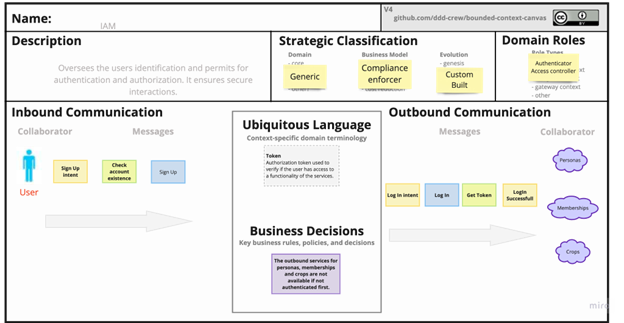 Name:
IAM
V4
github.com/ddd-crew/bounded-context-canvas
CC
BY
Description
Oversees the users identification and permits for
authentication and authorization. It ensures secure
interactions.
Strategic Classification
Domain
- core
Generic
Business Model
Compliance
enforcer
Evolution
- genesis
Custom
Built
Domain Roles
Role Types
Authenticator
Access controller
- gateway context
- other
Inbound Communication
Collaborator
Messages
User
Sign Up
intent
Check
account
existence
Sign Up
Ubiquitous Language
Context-specific domain terminology
Token
Authorization token used to
verify if the user has access to
a functionality of the services.
Business Decisions
Key business rules, policies, and decisions
The outbound services for
personas, memberships
and crops are not
available if not
authenticated first.
Outbound Communication
Messages
Collaborator
Log In intent
Log In
Get Token
LogIn
Successfull
Personas
Memberships
Crops
miro